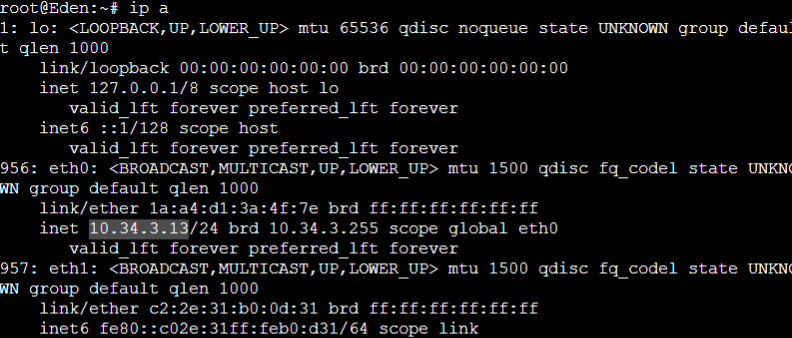 root@Eden:~# ip a
1: lo: <LOOPBACK,UP,LOWER_UP> mtu 65536 qdisc noqueue state UNKNOWN group defaul
t qlen 1000
    link/loopback 00:00:00:00:00:00 brd 00:00:00:00:00:00
    inet 127.0.0.1/8 scope host lo
       valid_lft forever preferred_lft forever
    inet6 ::1/128 scope host
       valid_lft forever preferred_lft forever
956: eth0: <BROADCAST,MULTICAST,UP,LOWER_UP> mtu 1500 qdisc fq_codel state UNKNO
WN group default qlen 1000
    link/ether 1a:a4:d1:3a:4f:7e brd ff:ff:ff:ff:ff:ff
    inet 10.34.3.13/24 brd 10.34.3.255 scope global eth0
       valid_lft forever preferred_lft forever
957: eth1: <BROADCAST,MULTICAST,UP,LOWER_UP> mtu 1500 qdisc fq_codel state UNKNO
WN group default qlen 1000
    link/ether c2:2e:31:b0:0d:31 brd ff:ff:ff:ff:ff:ff
    inet6 fe80::c02e:31ff:feb0:d31/64 scope link